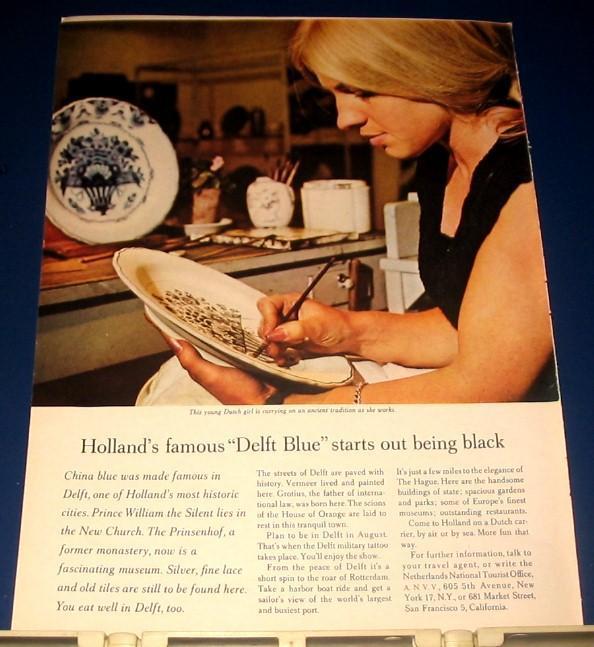 This young Dutch girl is carrying on an ancient tradition as she works.
Holland's famous "Delft Blue" starts out being black
China blue was made famous in
Delft, one of Holland's most historic
cities. Prince William the Silent lies in
the New Church. The Prinsenhof, a
former monastery, now is a
fascinating museum. Silver, fine lace
and old tiles are still to be found here.
You eat well in Delft, too.
The streets of Delft are paved with
history. Vermeer lived and painted
here. Grotius, the father of interna-
tional law, was born here. The scions
of the House of Orange are laid to
rest in this tranquil town.
Plan to be in Delft in August.
That's when the Delft military tattoo
takes place. You'll enjoy the show.
From the peace of Delft it's a
short spin to the roar of Rotterdam.
Take a harbor boat ride and get a
sailor's view of the world's largest
and busiest port.
It's just a few miles to the elegance of
The Hague. Here are the handsome
buildings of state; spacious gardens
and parks; some of Europe's finest
museums; outstanding restaurants.
Come to Holland on a Dutch car-
rier, by air or by sea. More fun that
way.
For further information, talk to
your travel agent, or write the
Netherlands National Tourist Office,
A.N.V.V., 605 5th Avenue, New
York 17, N.Y., or 681 Market Street,
San Francisco 5, California.